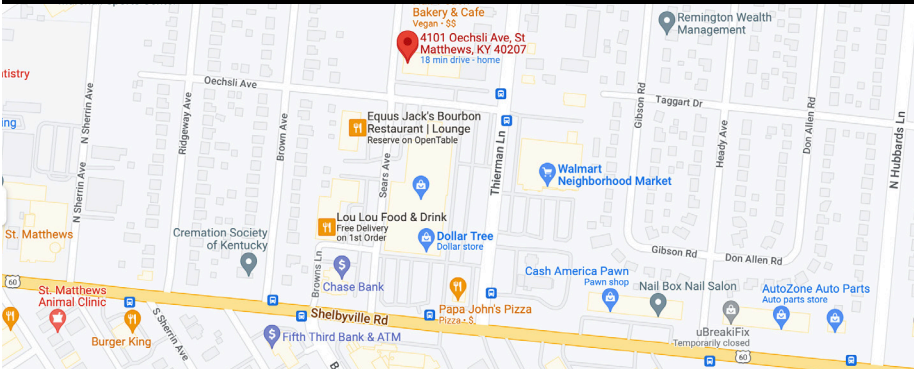 Bakery & Cafe
Vegan · $$
4101 Oechsli Ave, St
Matthews, KY 40207
18 min drive - home
Remington Wealth
Management
tistry
Oechsli Ave
N Sherrin Ave
Ridgeway Ave
Brown Ave
Equus Jack's Bourbon
Restaurant | Lounge
Reserve on OpenTable
Sears Ave
Thierman Ln
Gibson Rd
Taggart Dr
Heady Ave
Don Allen Rd
N Hubbards Ln
ing
Walmart
Neighborhood Market
N Sherrin Ave
St. Matthews
Cremation Society
of Kentucky
Lou Lou Food & Drink
Free Delivery
on 1st Order
Dollar Tree
Dollar store
Gibson Rd
Don Allen Rd
Browns Ln
$
Chase Bank
Cash America Pawn
Pawn shop
Nail Box Nail Salon
AutoZone Auto Parts
Auto parts store
60
St. Matthews
Animal Clinic
Burger King
S Sherrin Ave
Shelbyville Rd
Papa John's Pizza
Pizza · $
uBreakiFix
Temporarily closed
$
Fifth Third Bank & ATM
B
60